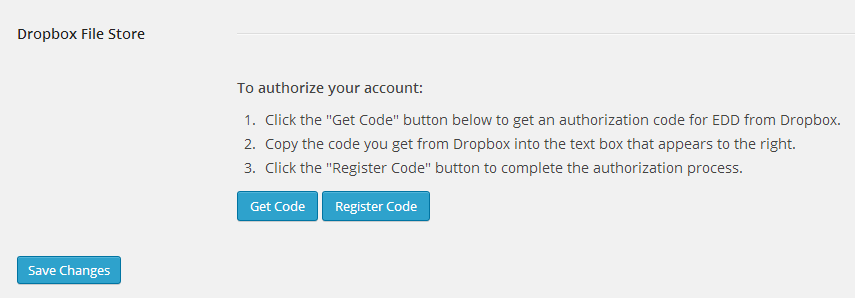 Dropbox File Store
To authorize your account:
1. Click the "Get Code" button below to get an authorization code for EDD from Dropbox.
2. Copy the code you get from Dropbox into the text box that appears to the right.
3. Click the "Register Code" button to complete the authorization process.
Get Code Register Code
Save Changes